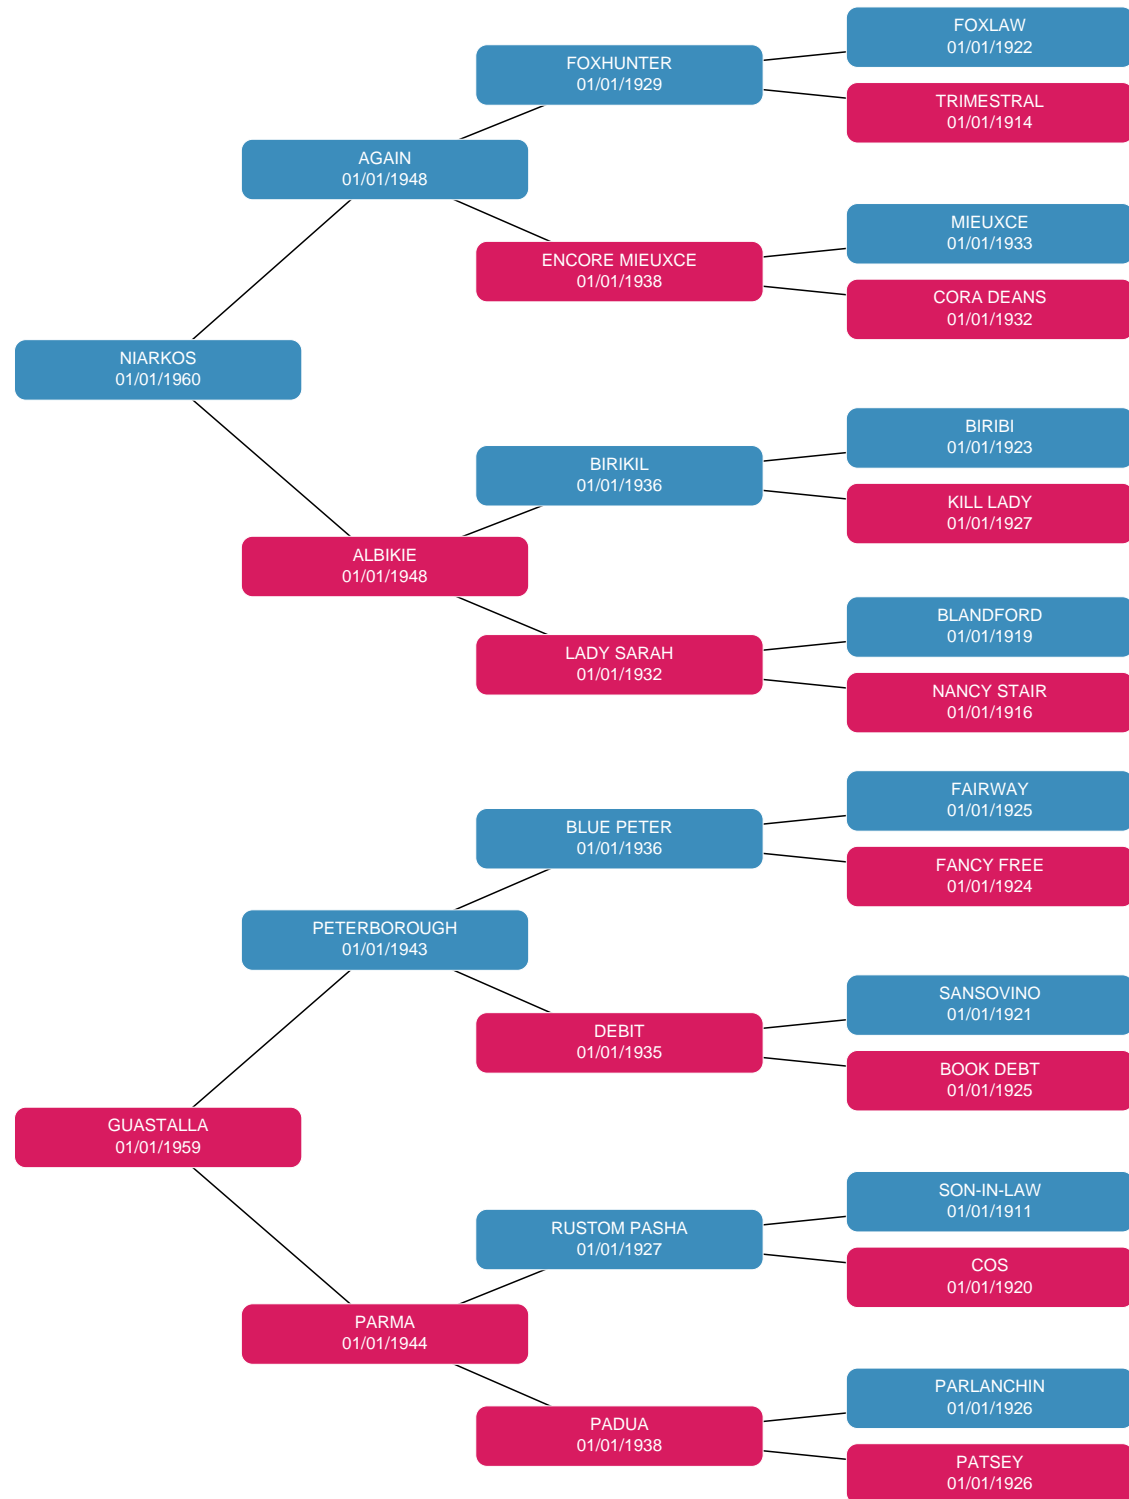 FOXLAW
01/01/1922
FOXHUNTER
01/01/1929
TRIMESTRAL
01/01/1914
AGAIN
01/01/1948
MIEUXCE
01/01/1933
ENCORE MIEUXCE
01/01/1938
CORA DEANS
01/01/1932
NIARKOS
01/01/1960
BIRIBI
01/01/1923
BIRIKIL
01/01/1936
KILL LADY
01/01/1927
ALBIKIE
01/01/1948
BLANDFORD
01/01/1919
LADY SARAH
01/01/1932
NANCY STAIR
01/01/1916
FAIRWAY
01/01/1925
BLUE PETER
01/01/1936
FANCY FREE
01/01/1924
PETERBOROUGH
01/01/1943
SANSOVINO
01/01/1921
DEBIT
01/01/1935
BOOK DEBT
01/01/1925
GUASTALLA
01/01/1959
SON-IN-LAW
01/01/1911
RUSTOM PASHA
01/01/1927
COS
01/01/1920
PARMA
01/01/1944
PARLANCHIN
01/01/1926
PADUA
01/01/1938
PATSEY
01/01/1926